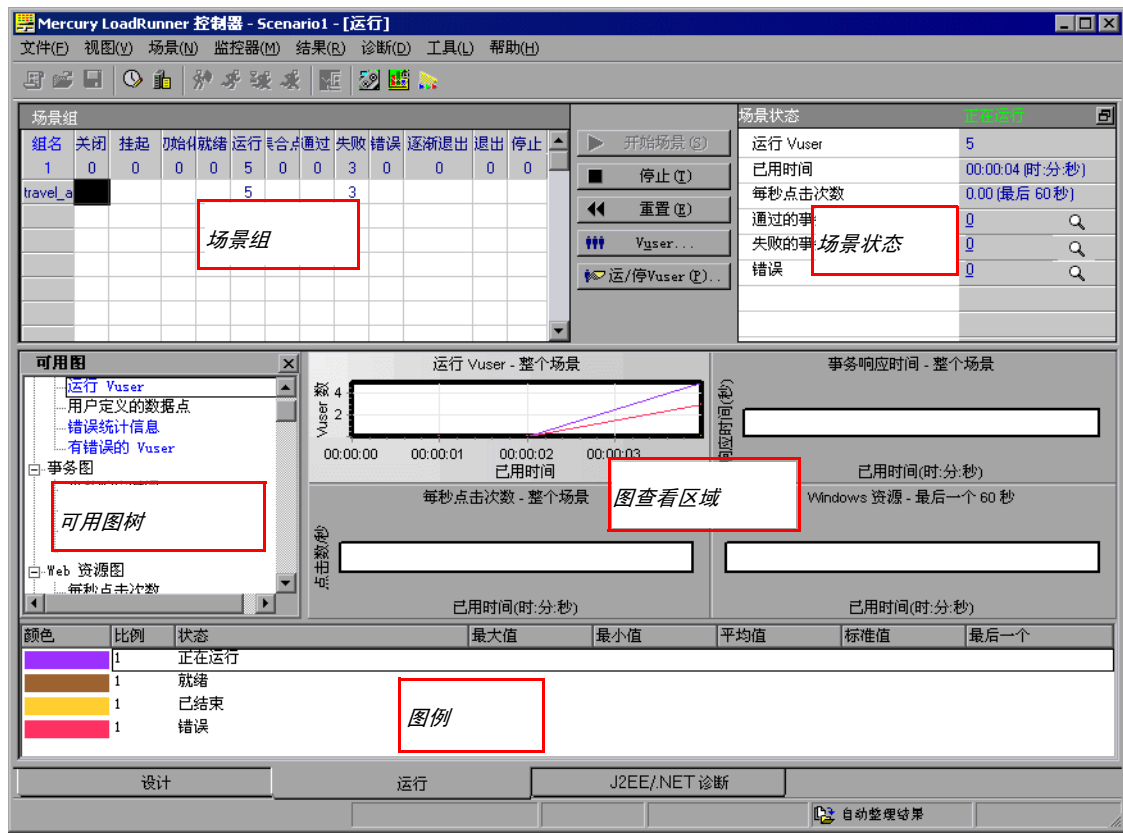 Mercury LoadRunner 控制器 - Scenario1 - [运行]
文件(F) 视图(V) 场景(N) 监控器(M) 结果(R) 诊断(D) 工具(L) 帮助(H)
场景组
组名 关闭 挂起 就绪 运行 通过 失败 错误 逐渐退出 退出 停止
1 0 0 0 0 5 0 0 3 0 0 0 0
travel_a 5 3
场景组
开始场景(S)
停止(T)
重置(E)
Vuser...
运/停Vuser(P)..
场景状态 正在运行
运行 Vuser 5
已用时间 00:00:04 (时:分:秒)
每秒点击次数 0.00 (最后 60 秒)
通过的事 0
失败的事 0
错误 0
场景状态
可用图
运行 Vuser
用户定义的数据点
错误统计信息
有错误的 Vuser
事务图
可用图树
Web 资源图
每秒点击次数
运行 Vuser - 整个场景
Vuser 数
4
2
00:00:00 00:00:01 00:00:02 00:00:03
已用时间
事务响应时间 - 整个场景
响应时间(秒)
已用时间(时:分:秒)
图查看区域
每秒点击次数 - 整个场景
点击数/秒
已用时间(时:分:秒)
Windows 资源 - 最后一个 60 秒
已用时间(时:分:秒)
颜色 比例 状态 最大值 最小值 平均值 标准值 最后一个
1 正在运行
1 就绪
1 已结束
1 错误
图例
设计 运行 J2EE/.NET 诊断
自动整理结果